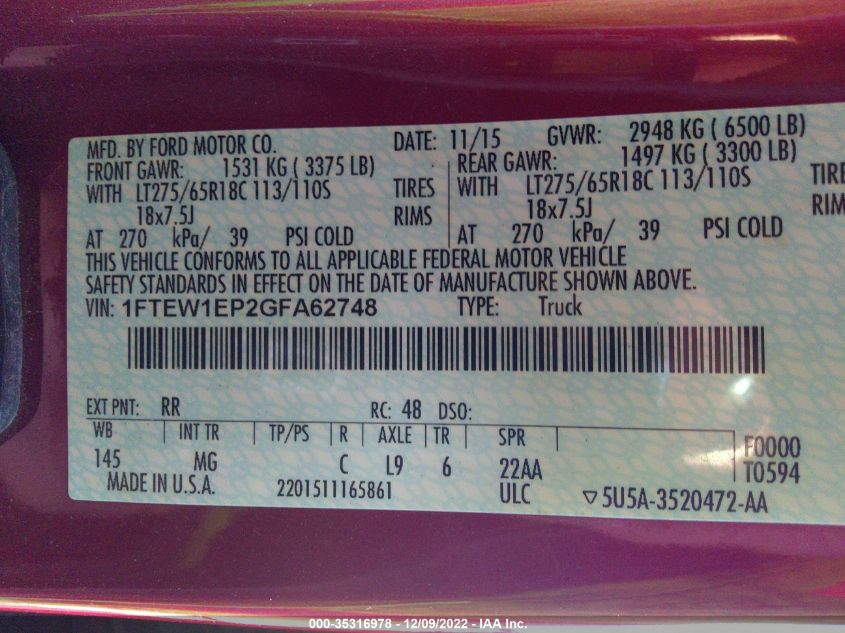 MFD. BY FORD MOTOR CO. DATE: 11/15 GVWR: 2948 KG ( 6500 LB)
FRONT GAWR: 1531 KG ( 3375 LB) REAR GAWR: 1497 KG ( 3300 LB)
WITH LT275/65R18C 113/110S TIRES WITH LT275/65R18C 113/110S TIRE
18x7.5J RIMS 18x7.5J RIM
AT 270 kPa/ 39 PSI COLD AT 270 kPa/ 39 PSI COLD
THIS VEHICLE CONFORMS TO ALL APPLICABLE FEDERAL MOTOR VEHICLE
SAFETY STANDARDS IN EFFECT ON THE DATE OF MANUFACTURE SHOWN ABOVE.
VIN: 1FTEW1EP2GFA62748 TYPE: Truck
EXT PNT: RR RC: 48 DSO:
WB INT TR TP/PS R AXLE TR SPR F0000
145 MG C L9 6 22AA T0594
MADE IN U.S.A. 2201511165861 ULC ▽5U5A-3520472-AA
000-35316978 - 12/09/2022 - IAA Inc.